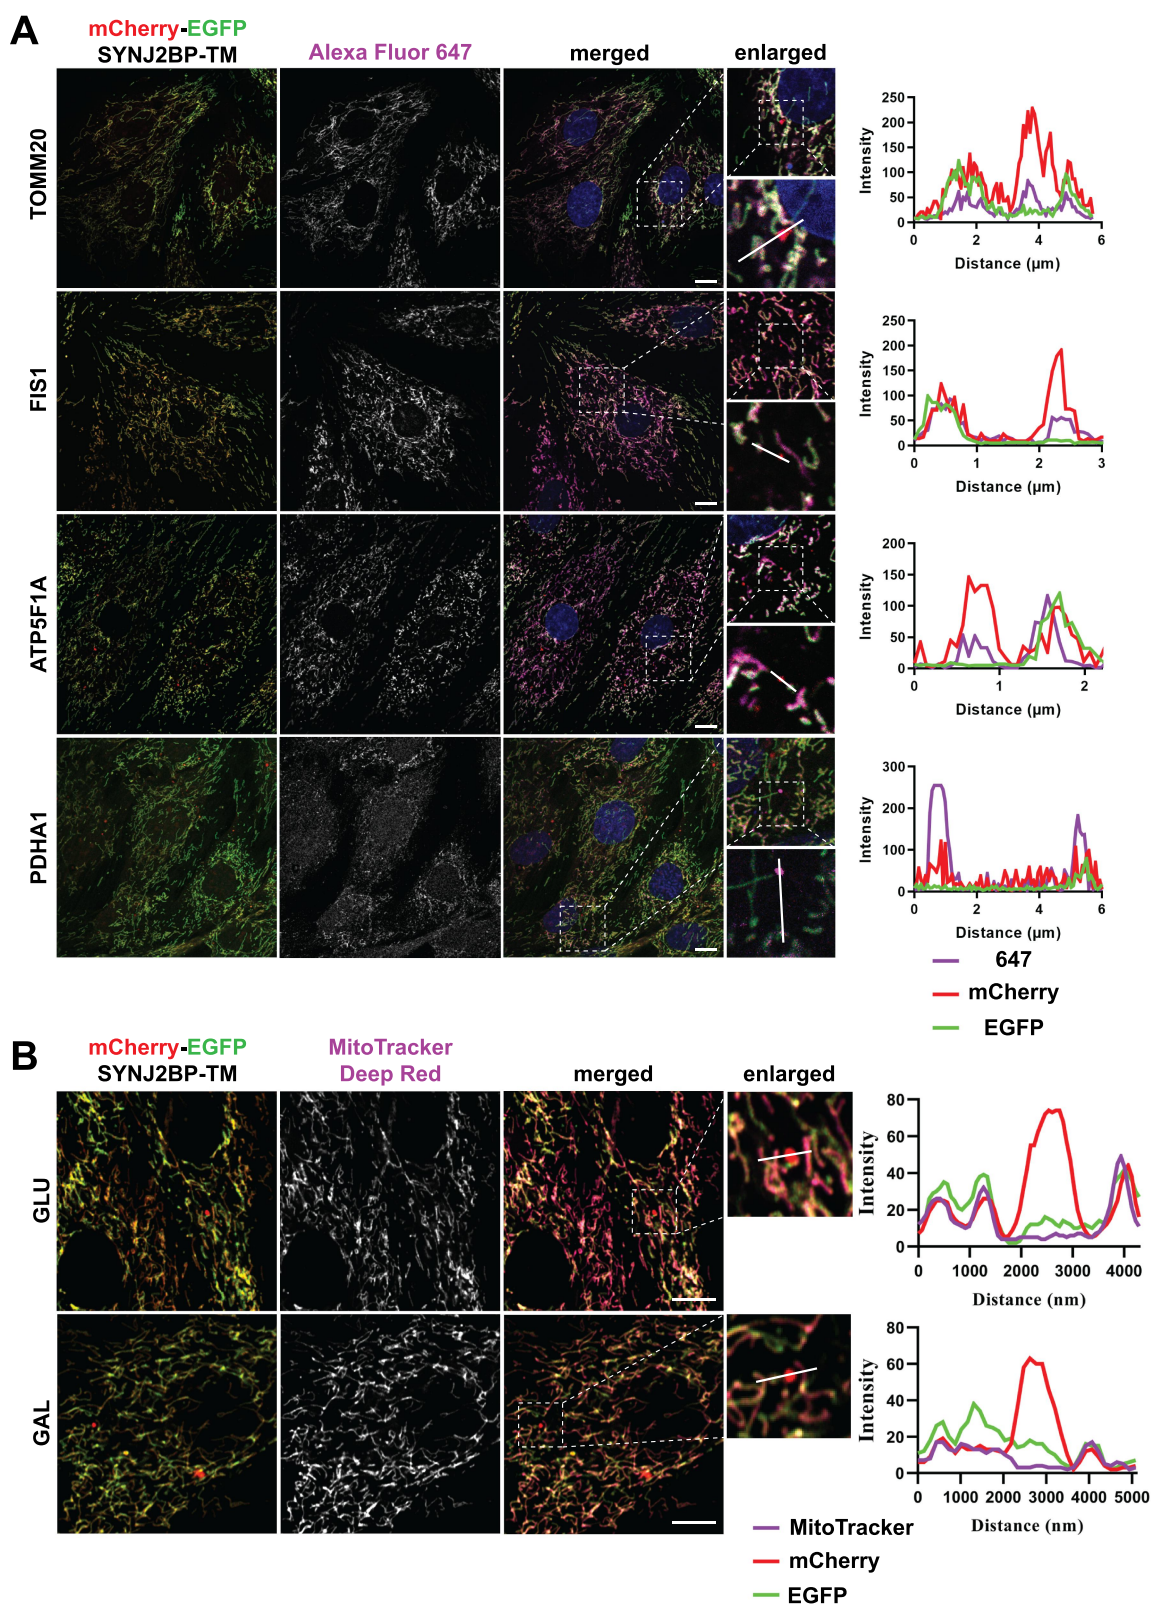 A
mCherry-EGFP
SYNJ2BP-TM
Alexa Fluor 647
merged
enlarged
TOMM20
Intensity
250
200
150
100
50
0
0 2 4 6
Distance (µm)
FIS1
Intensity
250
200
150
100
50
0
0 1 2 3
Distance (µm)
ATP5F1A
Intensity
200
150
100
50
0
0 1 2
Distance (µm)
PDHA1
Intensity
300
200
100
0
0 2 4 6
Distance (µm)
647
mCherry
EGFP
B
mCherry-EGFP
SYNJ2BP-TM
MitoTracker
Deep Red
merged
enlarged
GLU
Intensity
80
60
40
20
0
0 1000 2000 3000 4000
Distance (nm)
GAL
Intensity
80
60
40
20
0
0 1000 2000 3000 4000 5000
Distance (nm)
MitoTracker
mCherry
EGFP